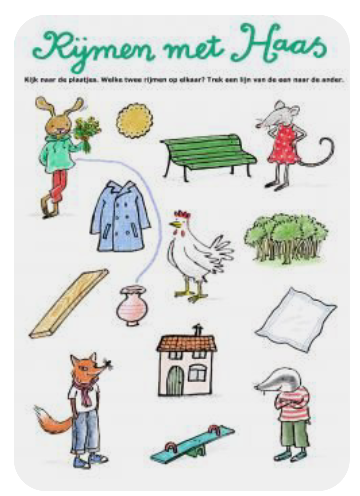 Rijmen met Haas
Kijk naar de plaatjes. Welke twee rijmen op elkaar? Trek een lijn van de een naar de ander.